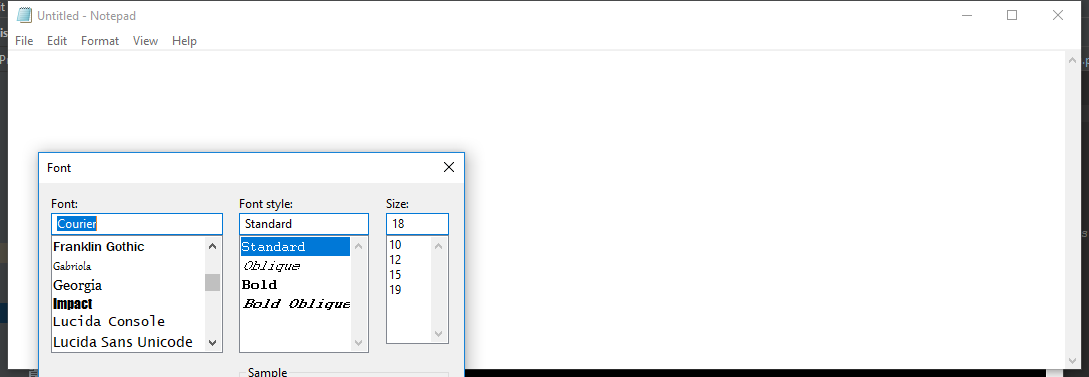 Untitled - Notepad
File Edit Format View Help
Font
Font: Font style: Size:
Courier Standard 18
Franklin Gothic
Gabriola
Georgia
Impact
Lucida Console
Lucida Sans Unicode
Standard
Oblique
Bold
Bold Oblique
10
12
15
19
Sample